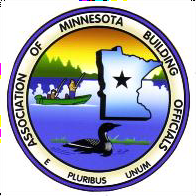 ASSOCIATION OF MINNESOTA BUILDING OFFICIALS
E PLURIBUS UNUM